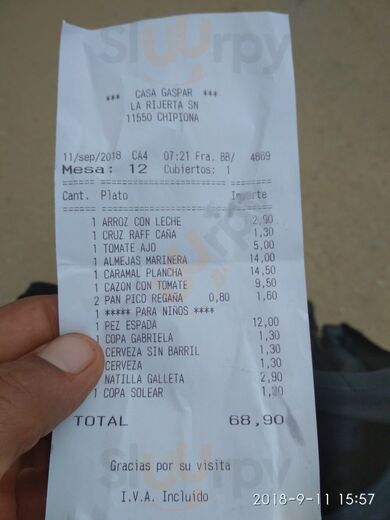 Slurrpy
*** CASA GASPAR ***
LA RIJERTA SN
11550 CHIPIONA
11/sep/2018 CA4 07:21 Fra. BB/ 4869
Mesa: 12 Cubiertos: 1
Cant. Plato Importe
1 ARROZ CON LECHE 2,90
1 CRUZ RAFF CAÑA 1,30
1 TOMATE AJO 5,00
1 ALMEJAS MARINERA 14,00
1 CARAMAL PLANCHA 14,50
1 CAZON CON TOMATE 9,50
2 PAN PICO REGAÑA 0,80 1,60
1 ***** PARA NIÑOS ****
1 PEZ ESPADA 12,00
1 COPA GABRIELA 1,30
CERVEZA SIN BARRIL 1,30
CERVEZA 1,30
NATILLA GALLETA 2,90
1 COPA SOLEAR
TOTAL 68,90
Gracias por su visita
I.V.A. Incluido
2018-9-11 15:57